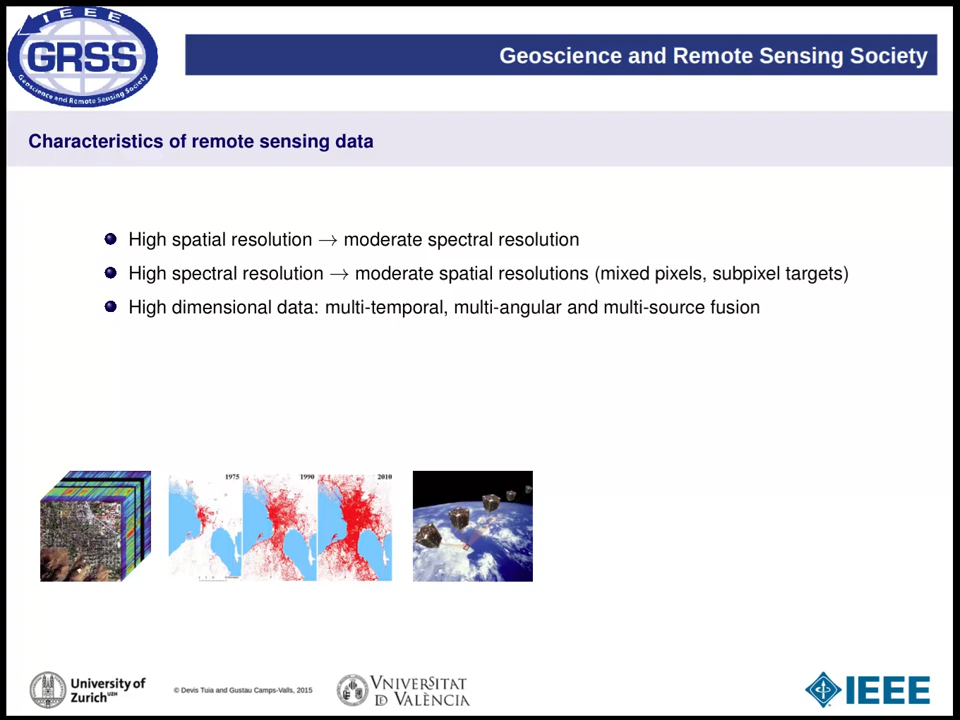 IEEE
GRSS
Geoscience and Remote Sensing Society
Geoscience and Remote Sensing Society
Characteristics of remote sensing data
High spatial resolution → moderate spectral resolution
High spectral resolution → moderate spatial resolutions (mixed pixels, subpixel targets)
High dimensional data: multi-temporal, multi-angular and multi-source fusion
1975 1990 2010
University of
Zurich UZH
© Devis Tuia and Gustau Camps-Valls, 2015
VNIVERSITAT
DE VALÈNCIA
IEEE